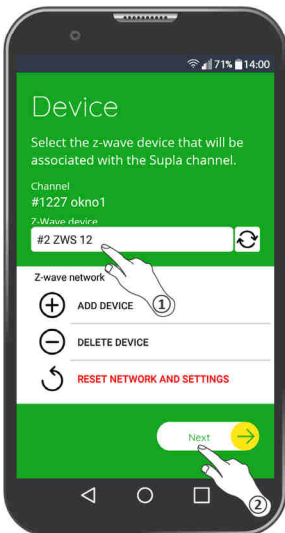 71% 14:00
Device
Select the z-wave device that will be
associated with the Supla channel.
Channel
#1227 okno1
Z-Wave device
#2 ZWS 12
Z-wave network
①
ADD DEVICE
DELETE DEVICE
RESET NETWORK AND SETTINGS
Next
②